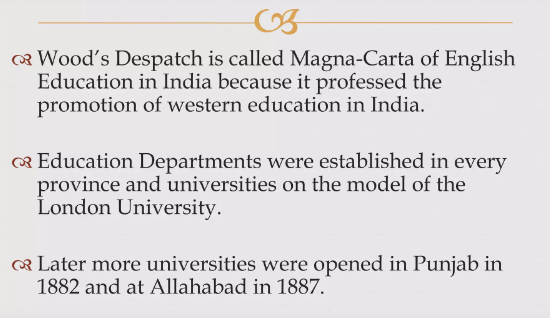 Wood's Despatch is called Magna-Carta of English
Education in India because it professed the
promotion of western education in India.
Education Departments were established in every
province and universities on the model of the
London University.
Later more universities were opened in Punjab in
1882 and at Allahabad in 1887.